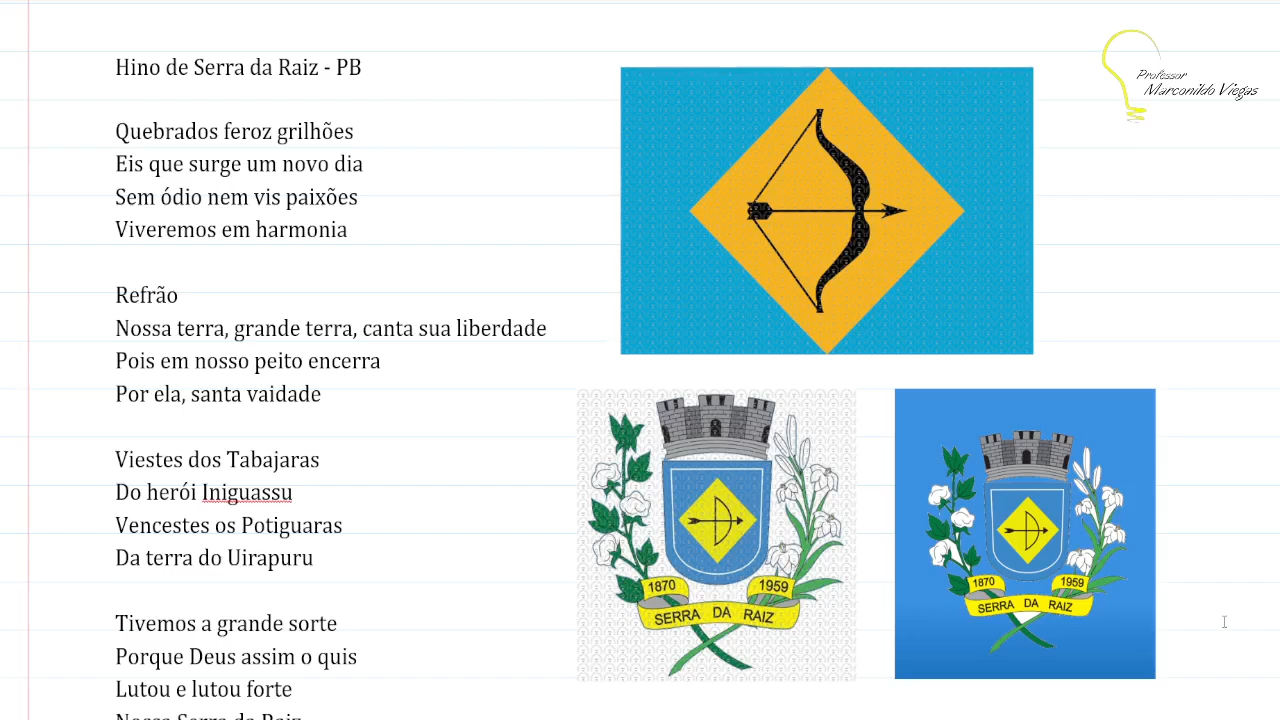 Hino de Serra da Raiz - PB
Quebrados feroz grilhões
Eis que surge um novo dia
Sem ódio nem vis paixões
Viveremos em harmonia
Refrão
Nossa terra, grande terra, canta sua liberdade
Pois em nosso peito encerra
Por ela, santa vaidade
Viestes dos Tabajaras
Do herói Iniguassu
Vencestes os Potiguaras
Da terra do Uirapuru
Tivemos a grande sorte
Porque Deus assim o quis
Lutou e lutou forte
Nossa Serra da Raiz
Professor
Marconildo Viegas
1870 1959
SERRA DA RAIZ
1870 1959
SERRA DA RAIZ